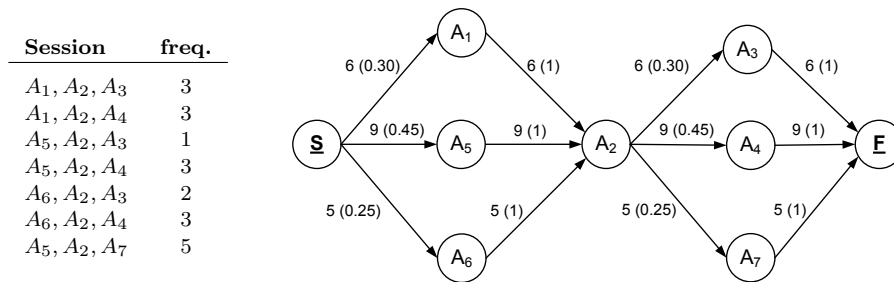 Session freq.
A₁, A₂, A₃ 3
A₁, A₂, A₄ 3
A₅, A₂, A₃ 1
A₅, A₂, A₄ 3
A₆, A₂, A₃ 2
A₆, A₂, A₄ 3
A₅, A₂, A₇ 5
A₁ A₃
6 (0.30) 6 (1) 6 (0.30) 6 (1)
S 9 (0.45) A₅ 9 (1) A₂ 9 (0.45) A₄ 9 (1) F
5 (0.25) 5 (1) 5 (0.25) 5 (1)
A₆ A₇